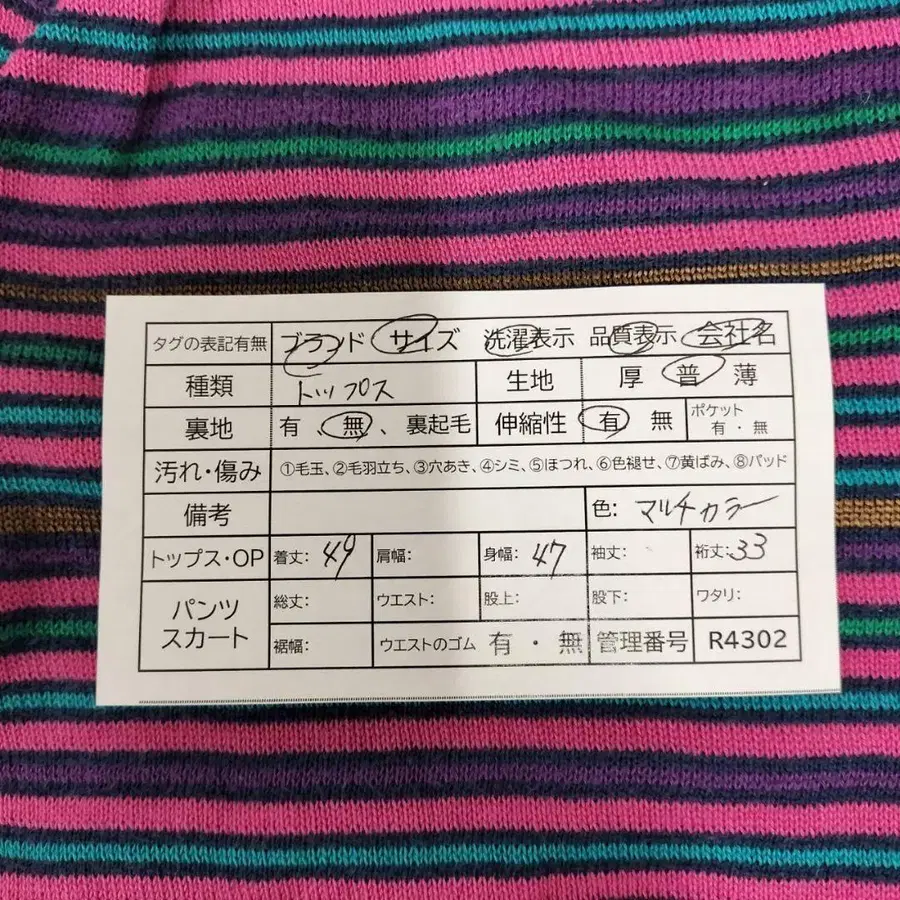 タグの表記有無 ブランド サイズ 洗濯表示 品質表示 会社名
種類 トップス 生地 厚 普 薄
裏地 有 、無 、裏起毛 伸縮性 有 無 ポケット 有・無
汚れ・傷み ①毛玉、②毛羽立ち、③穴あき、④シミ、⑤ほつれ、⑥色褪せ、⑦黄ばみ、⑧パッド
備考 色: マルチカラー
トップス・OP 着丈: 49 肩幅: 身幅: 47 袖丈: 裄丈: 33
パンツ スカート 総丈: ウエスト: 股上: 股下: ワタリ:
裾幅: ウエストのゴム 有・無 管理番号 R4302